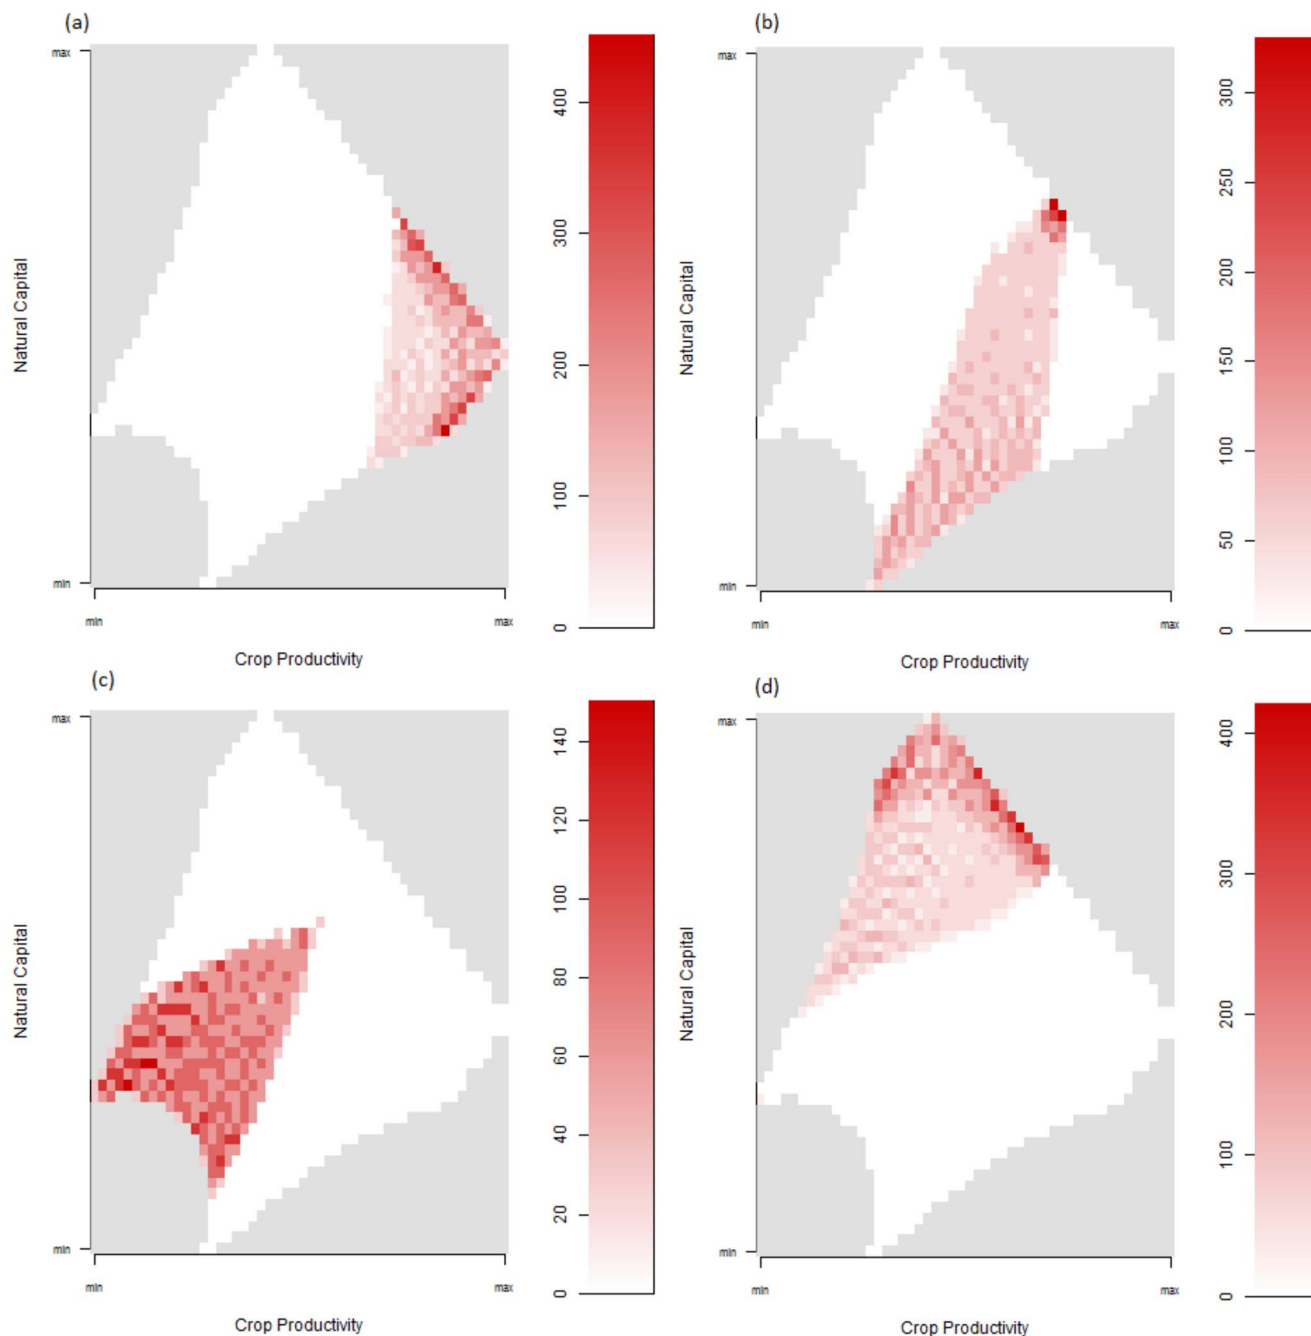 (a)
max
Natural Capital
min
min
max
Crop Productivity
400
300
200
100
0
(b)
max
Natural Capital
min
min
max
Crop Productivity
300
250
200
150
100
50
0
(c)
max
Natural Capital
min
min
max
Crop Productivity
140
120
100
80
60
40
20
0
(d)
max
Natural Capital
min
min
max
Crop Productivity
400
300
200
100
0